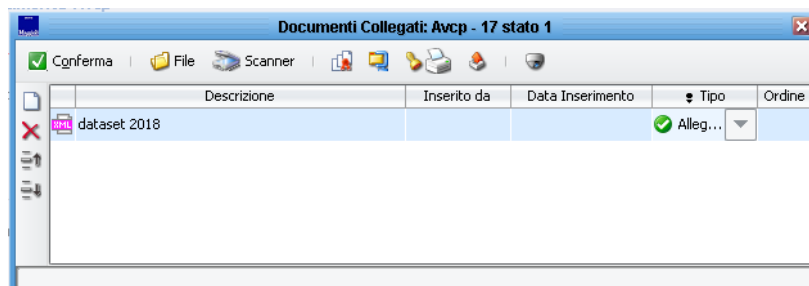 Documenti Collegati: Avcp - 17 stato 1
Conferma File Scanner
Descrizione Inserito da Data Inserimento Tipo Ordine
XML dataset 2018 Alleg...